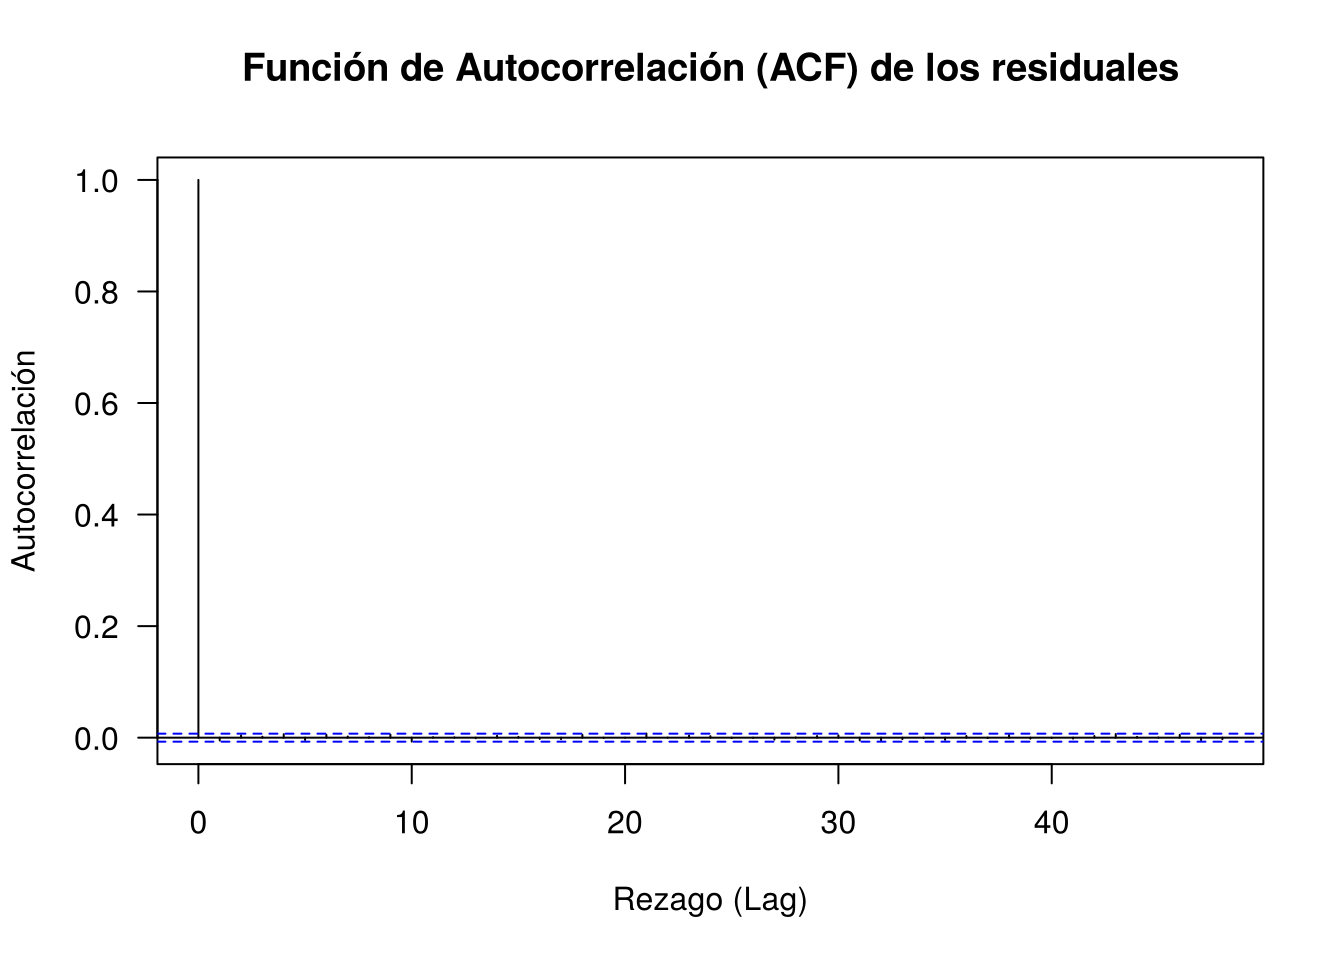 Función de Autocorrelación (ACF) de los residuales
Autocorrelación
1.0
0.8
0.6
0.4
0.2
0.0
0 10 20 30 40
Rezago (Lag)